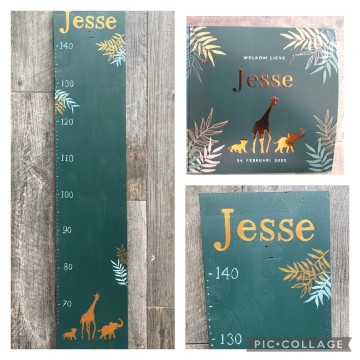 Jesse
140
130
120
110
100
90
80
70
WELKOM LIEVE
Jesse
24 FEBRUARI 2020
Jesse
140
130
PIC•COLLAGE